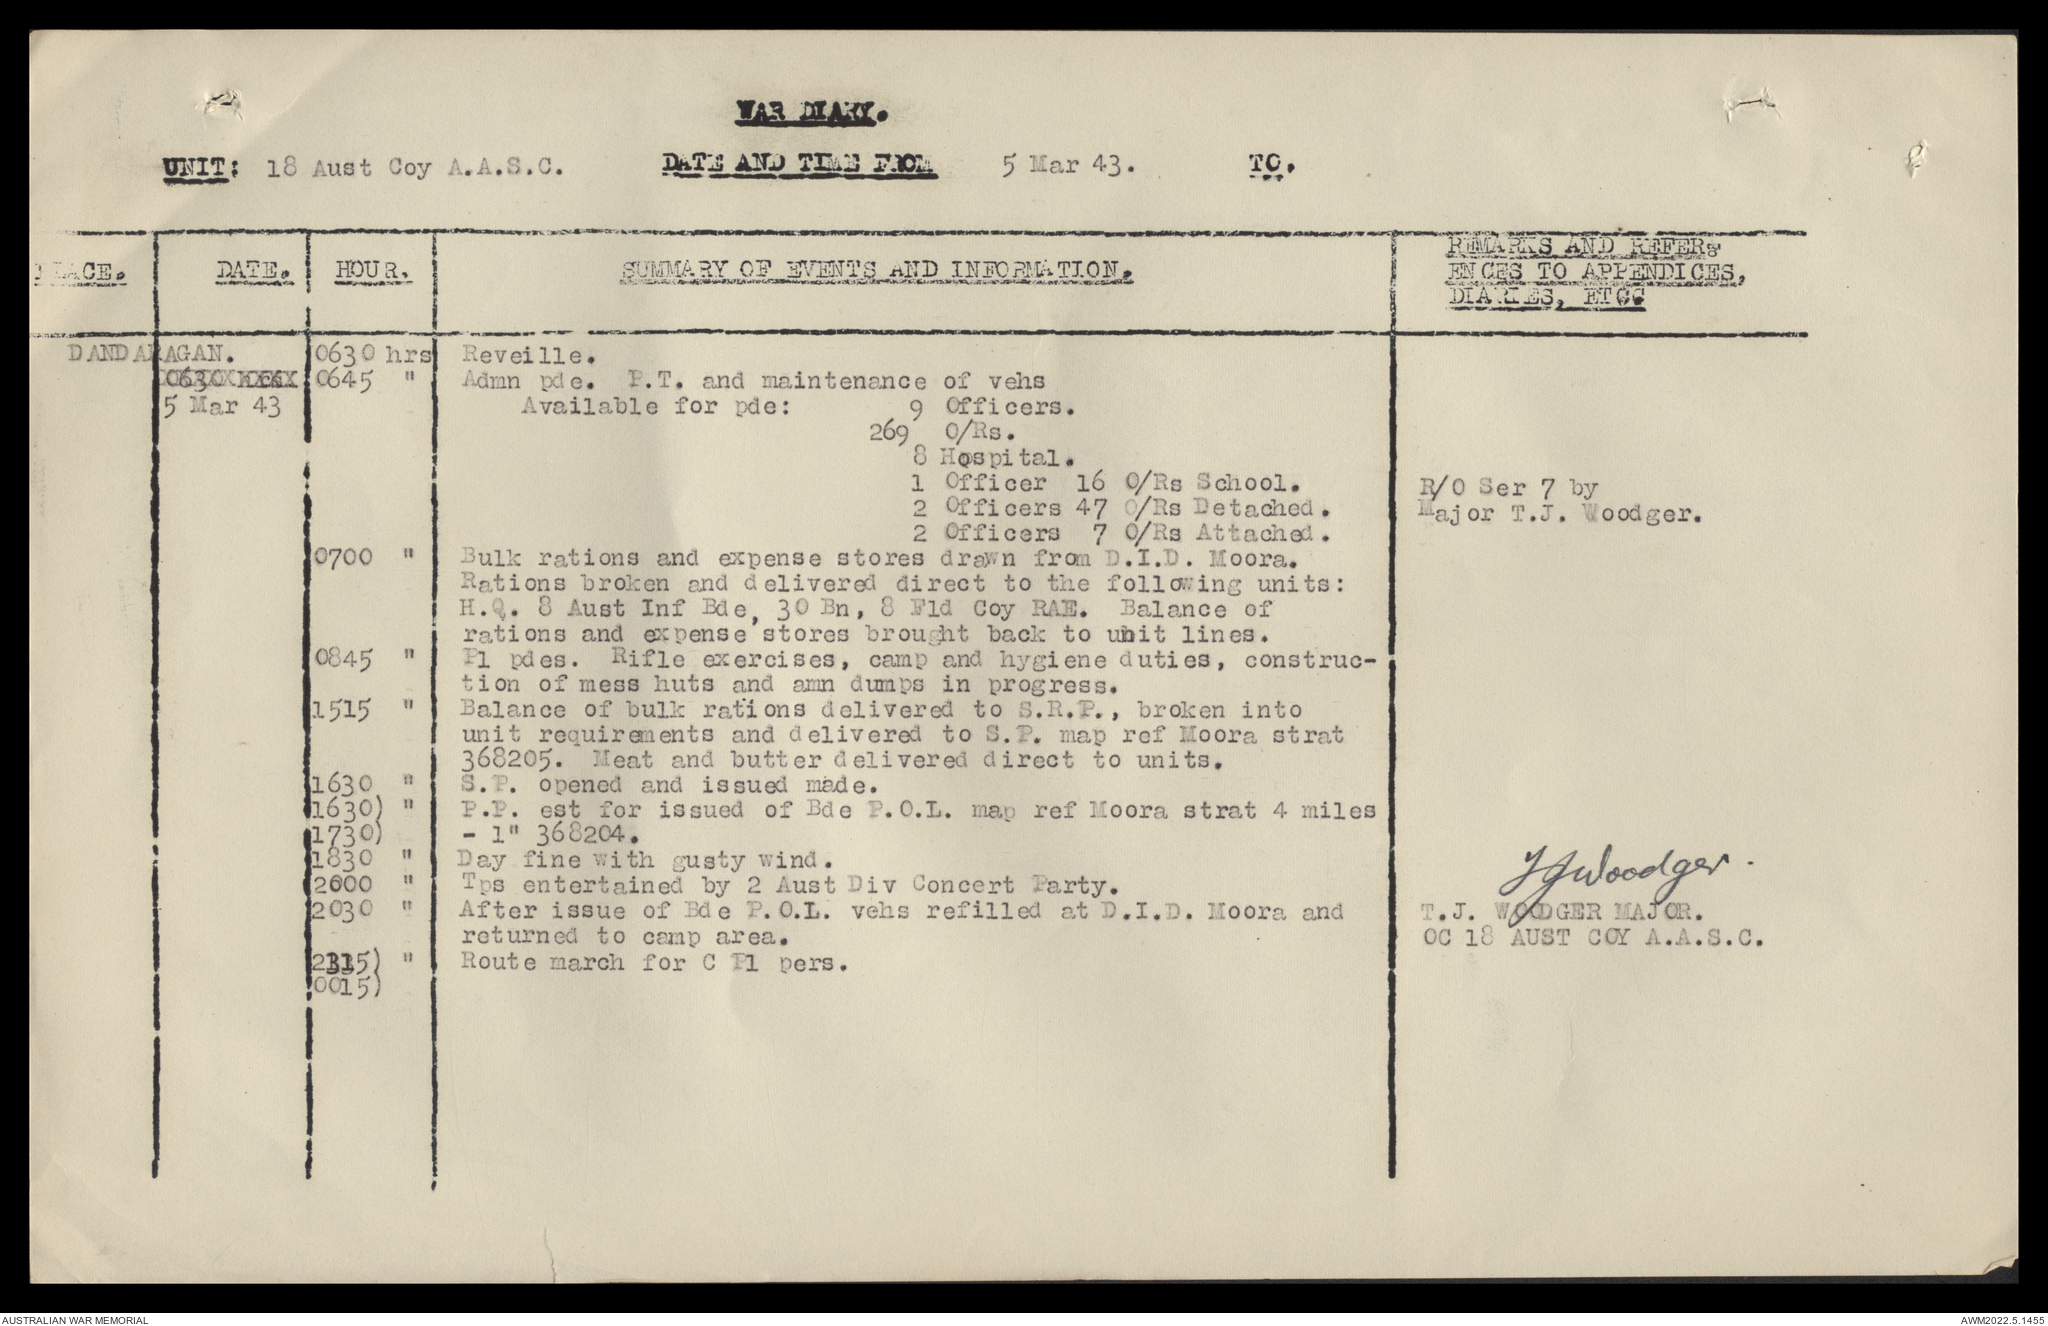 WAR DIARY.
UNIT: 18 Aust Coy A.A.S.C. DATE AND TIME FROM 5 Mar 43. TO.
PLACE. DATE. HOUR. SUMMARY OF EVENTS AND INFORMATION. REMARKS AND REFER-
ENCES TO APPENDICES,
DIARIES, ETC
DANDARAGAN. 0630 hrs Reveille.
0645 " Admn pde. P.T. and maintenance of vehs
5 Mar 43 Available for pde: 9 Officers.
269 O/Rs.
8 Hospital.
1 Officer 16 O/Rs School.
2 Officers 47 O/Rs Detached.
2 Officers 7 O/Rs Attached.
R/O Ser 7 by
Major T.J. Woodger.
0700 " Bulk rations and expense stores drawn from D.I.D. Moora.
Rations broken and delivered direct to the following units:
H.Q. 8 Aust Inf Bde, 30 Bn, 8 Fld Coy RAE. Balance of
rations and expense stores brought back to unit lines.
0845 " Pl pdes. Rifle exercises, camp and hygiene duties, construc-
tion of mess huts and amn dumps in progress.
1515 " Balance of bulk rations delivered to S.R.P., broken into
unit requirements and delivered to S.P. map ref Moora strat
368205. Meat and butter delivered direct to units.
1630 " S.P. opened and issued made.
1630) " P.P. est for issued of Bde P.O.L. map ref Moora strat 4 miles
1730) - 1" 368204.
1830 " Day fine with gusty wind.
2000 " Tps entertained by 2 Aust Div Concert Party.
2030 " After issue of Bde P.O.L. vehs refilled at D.I.D. Moora and
returned to camp area.
" Route march for C Pl pers.
0015)
TJWoodger.
T.J. WOODGER MAJOR.
OC 18 AUST COY A.A.S.C.
AUSTRALIAN WAR MEMORIAL AWM2022.5.1455